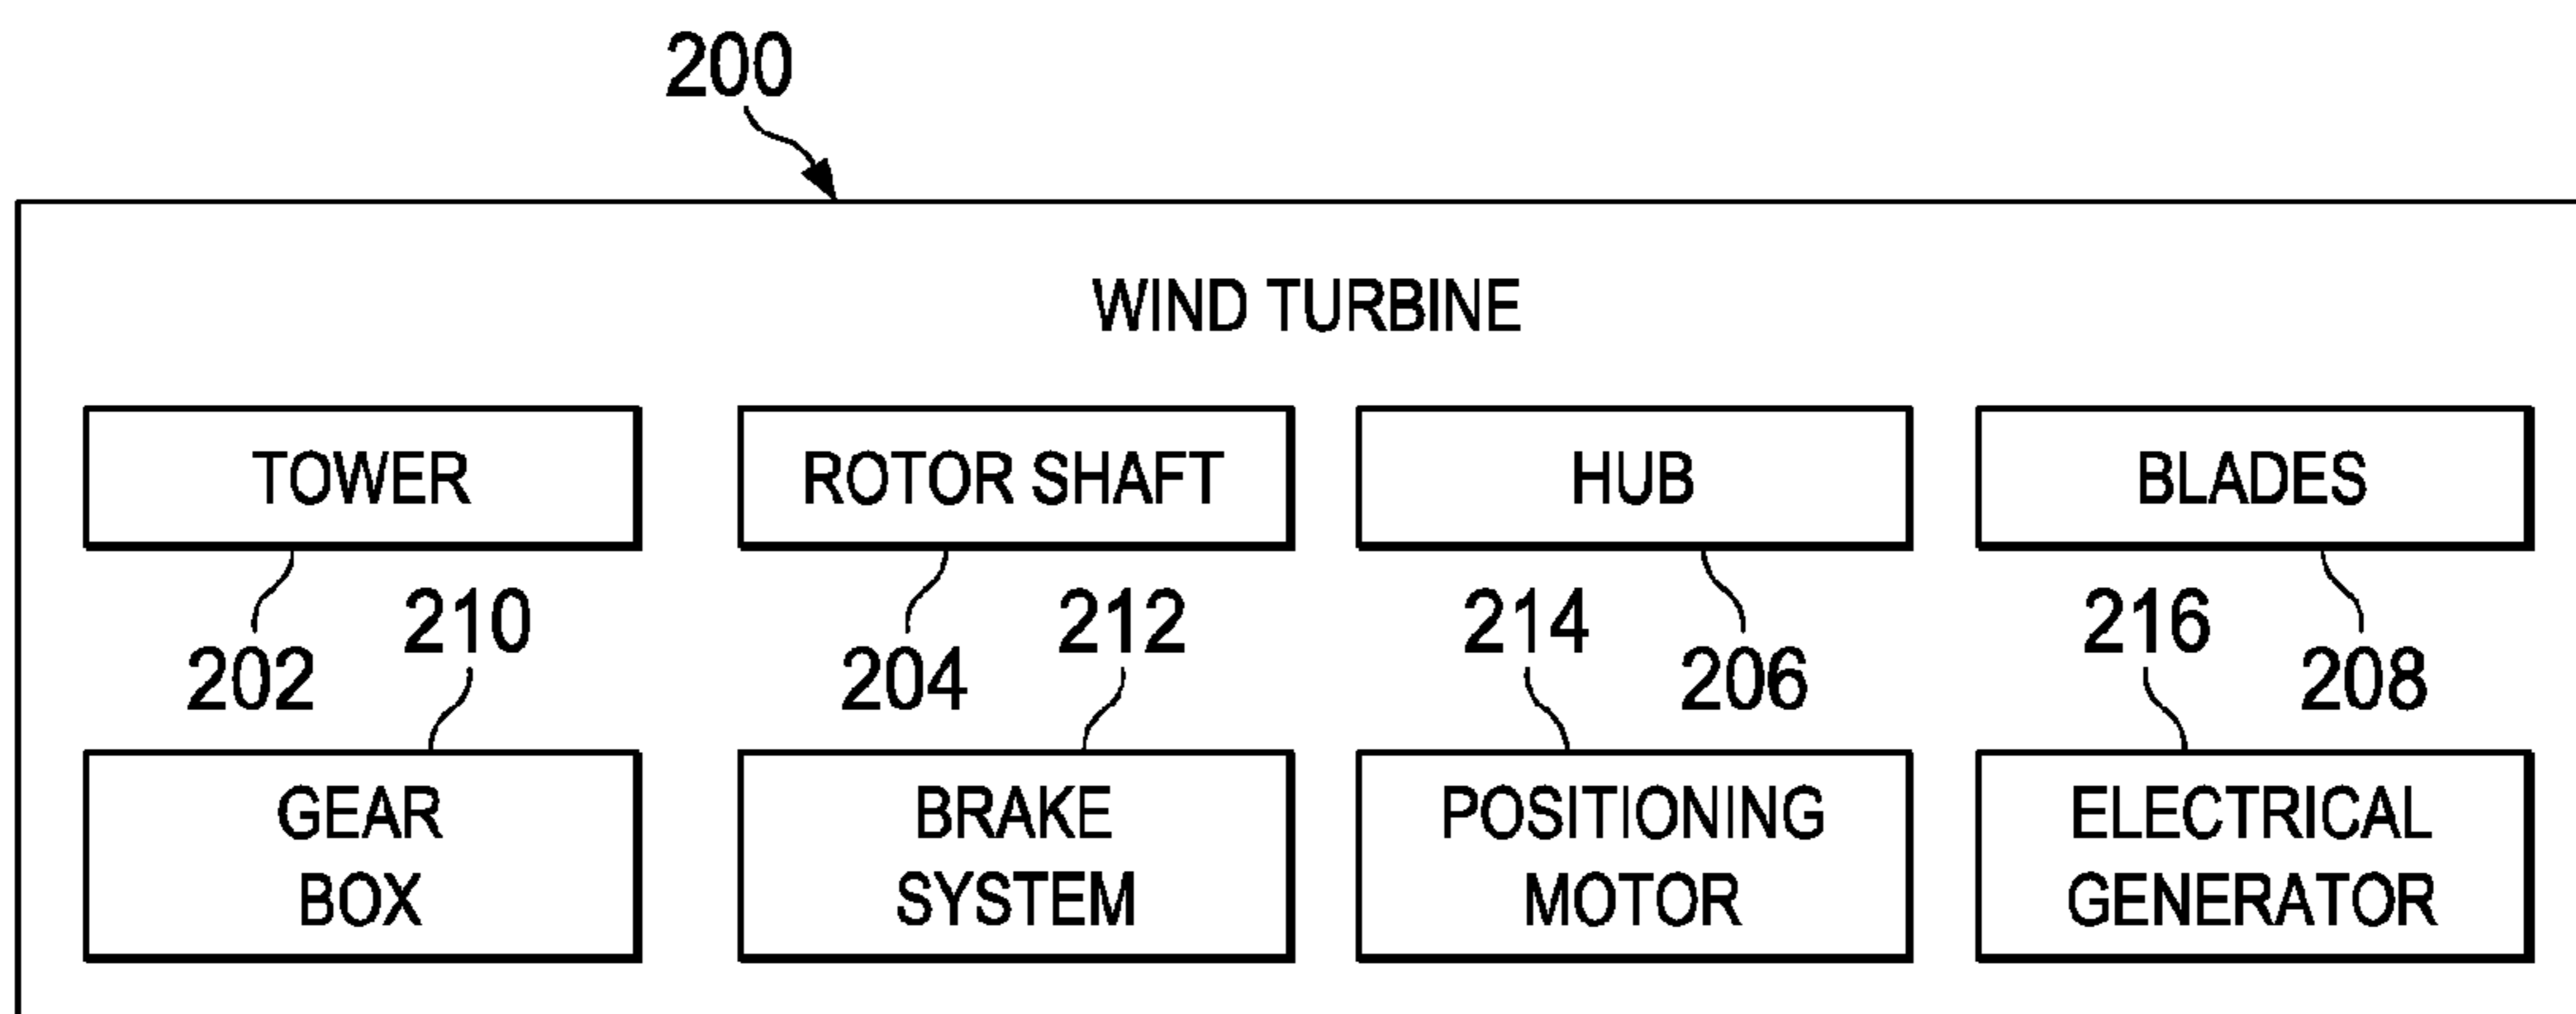 200
WIND TURBINE
TOWER
ROTOR SHAFT
HUB
BLADES
202
210
204
212
214
206
216
208
GEAR
BOX
BRAKE
SYSTEM
POSITIONING
MOTOR
ELECTRICAL
GENERATOR